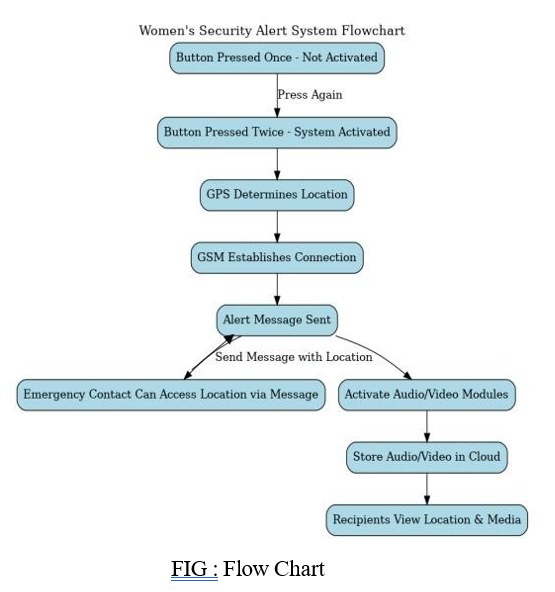 Women's Security Alert System Flowchart
Button Pressed Once - Not Activated
Press Again
Button Pressed Twice - System Activated
GPS Determines Location
GSM Establishes Connection
Alert Message Sent
Send Message with Location
Emergency Contact Can Access Location via Message
Activate Audio/Video Modules
Store Audio/Video in Cloud
Recipients View Location & Media
FIG : Flow Chart